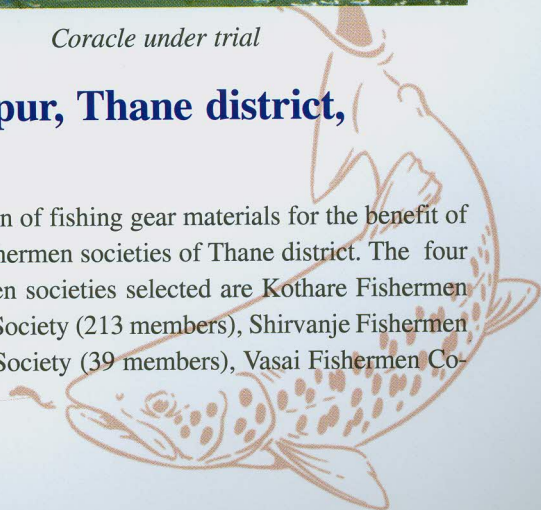 Coracle under trial
pur, Thane district,
n of fishing gear materials for the benefit of
hermen societies of Thane district. The four
en societies selected are Kothare Fishermen
Society (213 members), Shirvanje Fishermen
Society (39 members), Vasai Fishermen Co-